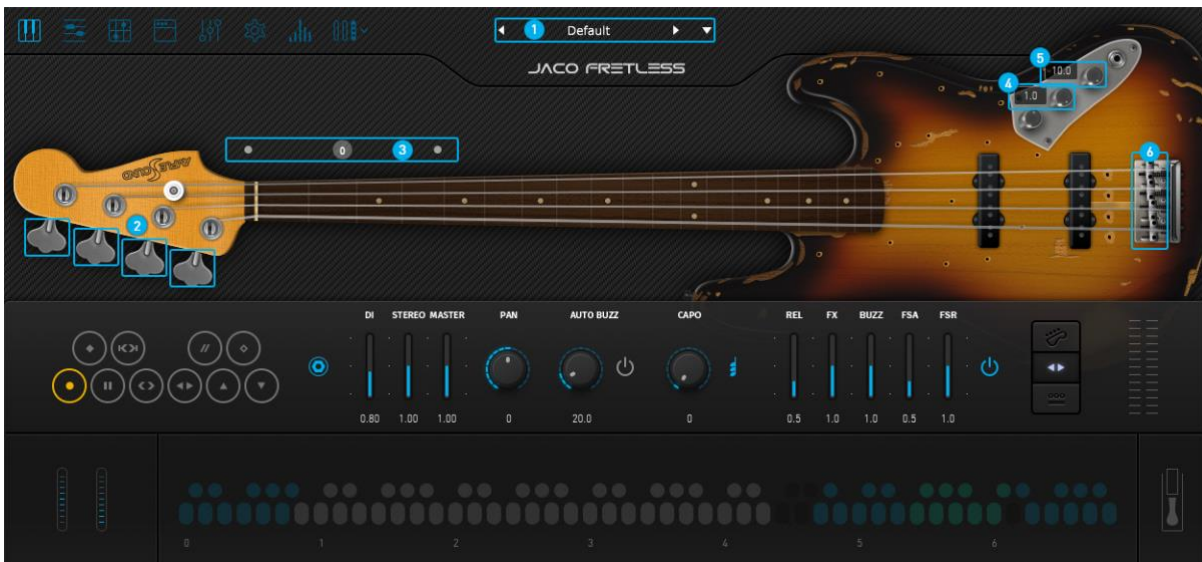 1 Default
JACO FRETLESS
5 10.0
4 1.0
0 3
6
AMPLE SOUND
2
DI STEREO MASTER PAN AUTO BUZZ CAPO REL FX BUZZ FSA FSR
0.80 1.00 1.00 0 20.0 0 0.5 1.0 1.0 0.5 1.0
0 1 2 3 4 5 6